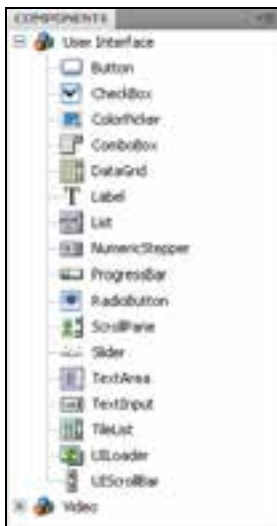 COMPONENTS
User Interface
Button
CheckBox
ColorPicker
ComboBox
DataGrid
Label
List
NumericStepper
ProgressBar
RadioButton
ScrollPane
Slider
TextArea
TextInput
TileList
UILoader
UIScrollBar
Video